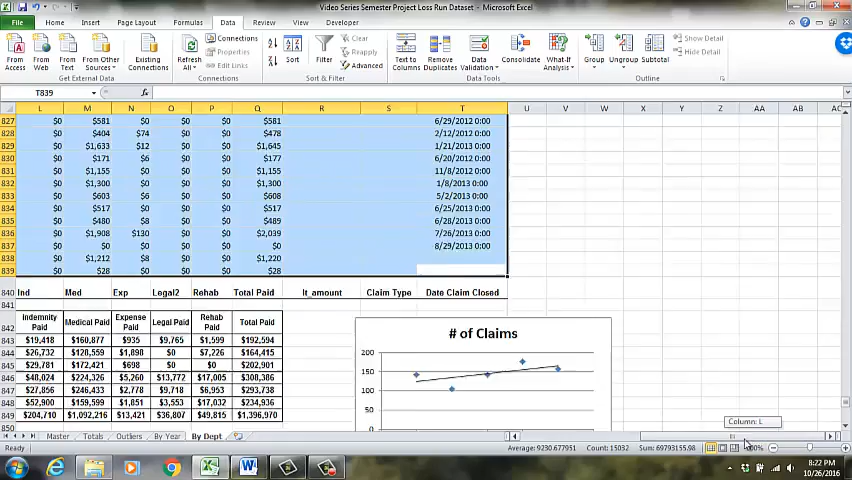 Video Series Semester Project Loss Run Dataset - Microsoft Excel
File Home Insert Page Layout Formulas Data Review View Developer
From Access From Web From Text From Other Sources Existing Connections Refresh All Connections Properties Edit Links Sort Filter Clear Reapply Advanced Text to Columns Remove Duplicates Data Validation Consolidate What-If Analysis Group Ungroup Subtotal Show Detail Hide Detail
Get External Data Connections Sort & Filter Data Tools Outline
T839 fx
L M N O P Q R S T U V W X Y Z AA AB AC
827 $0 $581 $0 $0 $0 $581 6/29/2012 0:00
828 $0 $404 $74 $0 $0 $478 2/12/2012 0:00
829 $0 $1,633 $12 $0 $0 $1,645 1/21/2013 0:00
830 $0 $171 $6 $0 $0 $177 6/20/2012 0:00
831 $0 $1,155 $0 $0 $0 $1,155 11/8/2012 0:00
832 $0 $1,300 $0 $0 $0 $1,300 1/8/2013 0:00
833 $0 $603 $6 $0 $0 $608 5/2/2013 0:00
834 $0 $517 $0 $0 $0 $517 6/25/2013 0:00
835 $0 $480 $8 $0 $0 $489 6/28/2013 0:00
836 $0 $1,908 $130 $0 $0 $2,039 7/26/2013 0:00
837 $0 $0 $0 $0 $0 $0 8/29/2013 0:00
838 $0 $1,212 $8 $0 $0 $1,220
839 $0 $28 $0 $0 $0 $28
840 Ind Med Exp Legal2 Rehab Total Paid lt_amount Claim Type Date Claim Closed
841
842 Indemnity Paid Medical Paid Expense Paid Legal Paid Rehab Paid Total Paid
843 $19,418 $160,877 $935 $9,765 $1,599 $192,594
844 $26,732 $128,559 $1,898 $0 $7,226 $164,415
845 $29,781 $172,421 $698 $0 $0 $202,901
846 $48,024 $224,326 $5,260 $13,772 $17,005 $308,386
847 $27,856 $246,433 $2,778 $9,718 $6,953 $293,738
848 $52,900 $159,599 $1,851 $3,553 $17,032 $234,936
849 $204,710 $1,092,216 $13,421 $36,807 $49,815 $1,396,970
850
# of Claims
200
150
100
50
0
Column: L
Master Totals Outliers By Year By Dept
Ready Average: 9230.677951 Count: 15032 Sum: 69793155.98
8:22 PM
10/26/2016